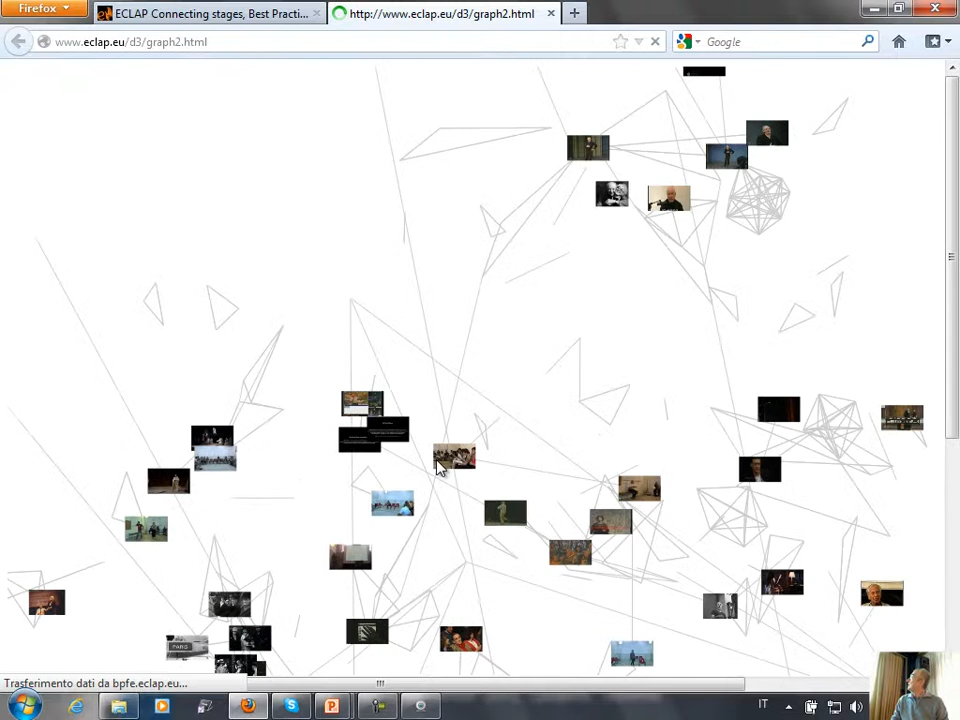 Firefox
ECLAP Connecting stages, Best Practi...
http://www.eclap.eu/d3/graph2.html
www.eclap.eu/d3/graph2.html
Google
PARIS
Trasferimento dati da bpfe.eclap.eu...
IT